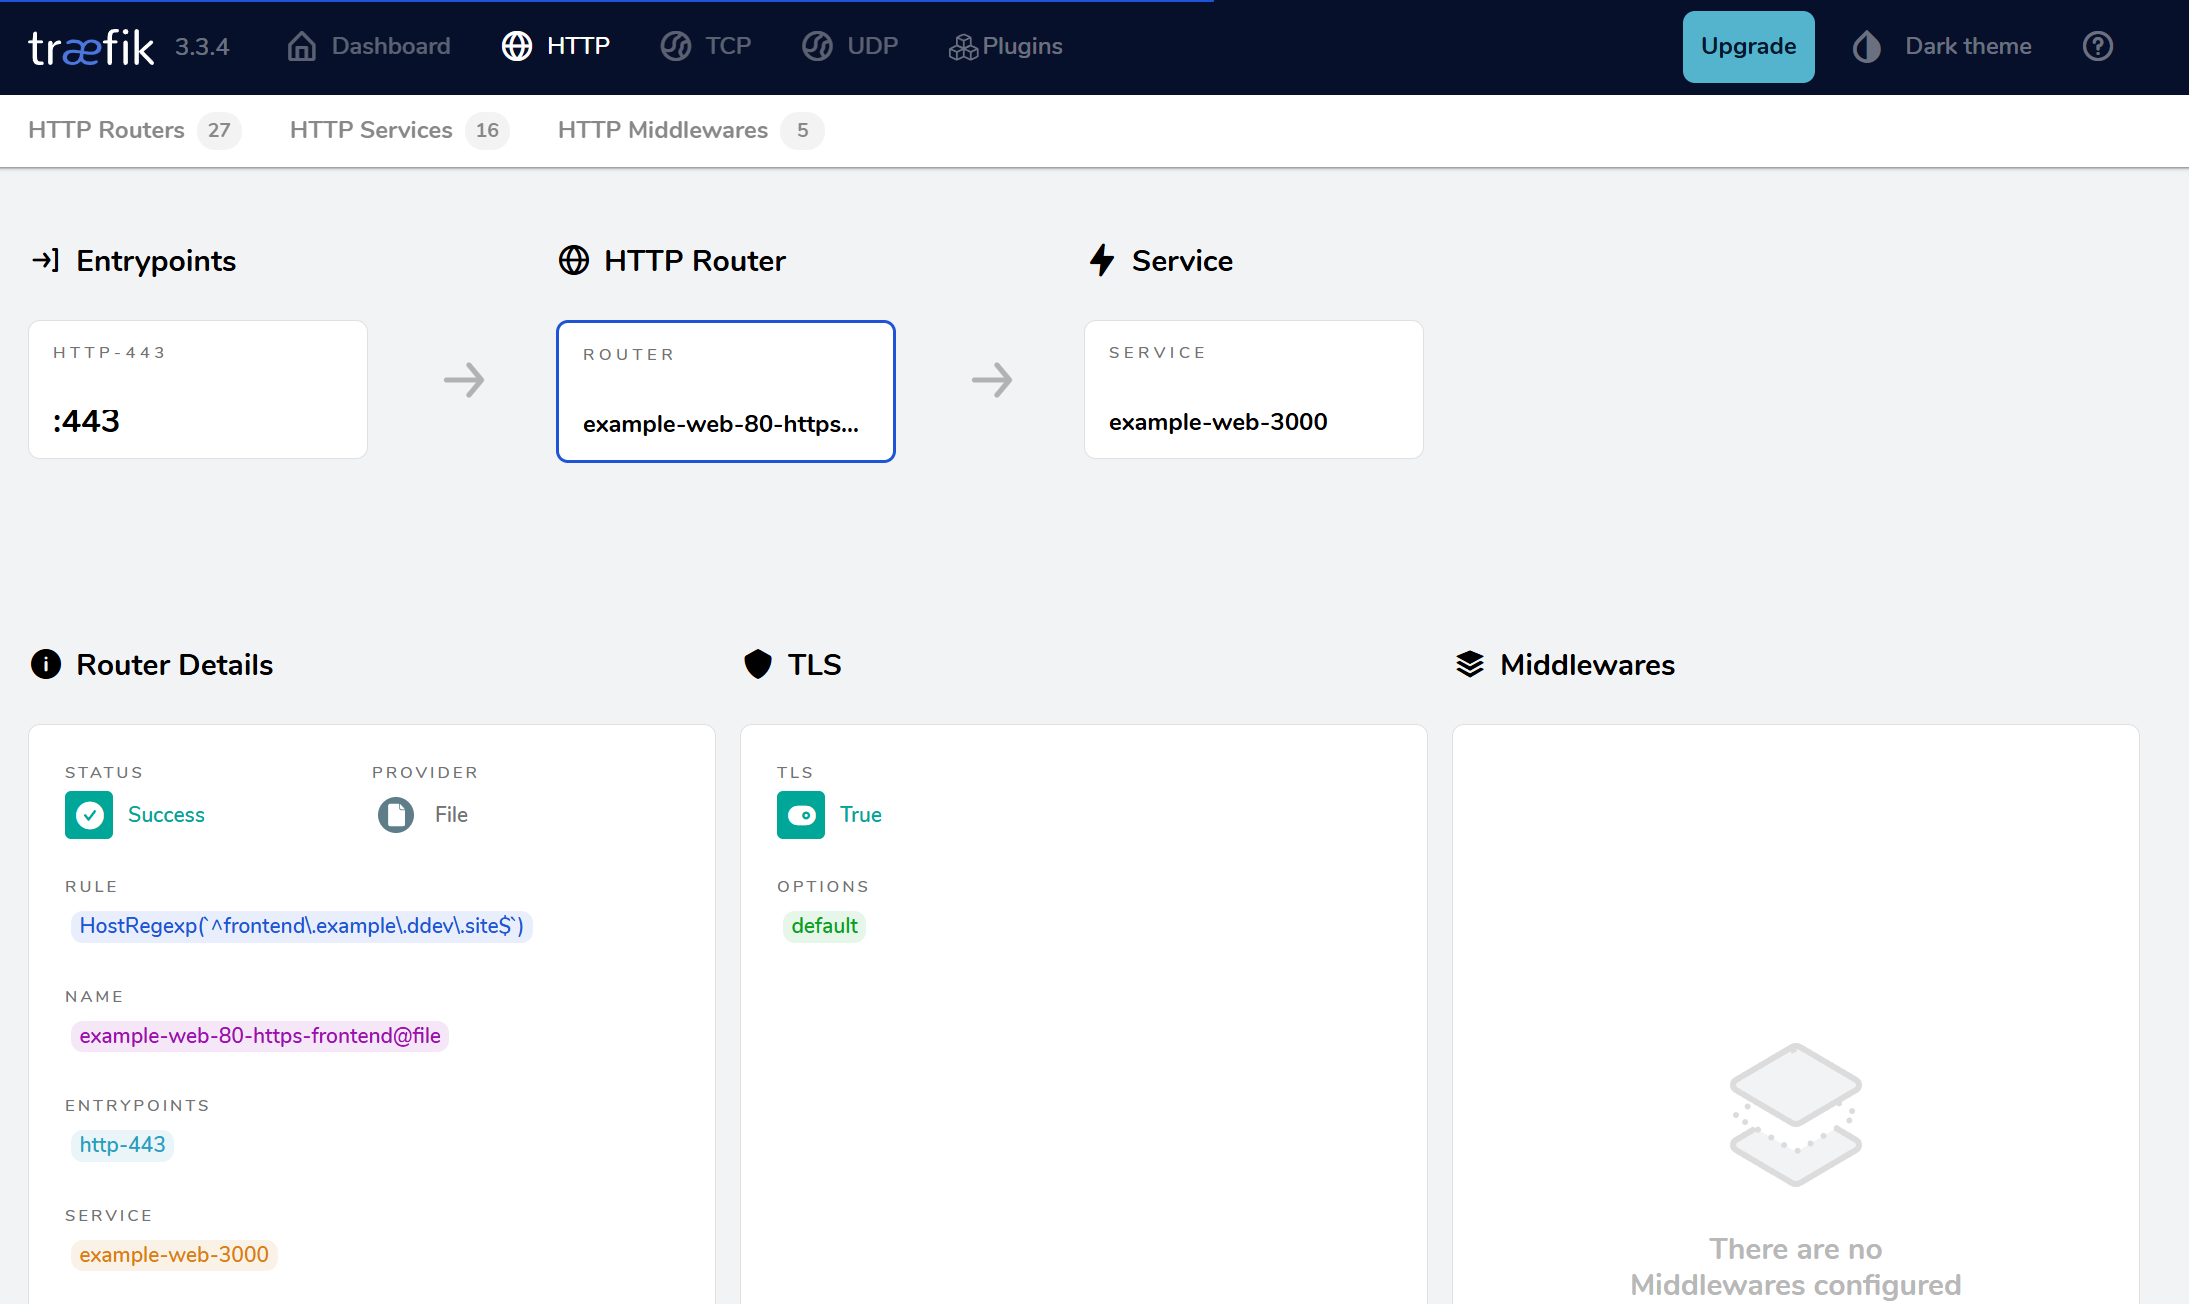 træfik 3.3.4 Dashboard HTTP TCP UDP Plugins Upgrade Dark theme
HTTP Routers 27 HTTP Services 16 HTTP Middlewares 5
Entrypoints
HTTP Router
Service
HTTP-443
:443
ROUTER
example-web-80-https...
SERVICE
example-web-3000
Router Details
STATUS PROVIDER
Success File
RULE
HostRegexp(`^frontend\.example\.ddev\.site$`)
NAME
example-web-80-https-frontend@file
ENTRYPOINTS
http-443
SERVICE
example-web-3000
TLS
TLS
True
OPTIONS
default
Middlewares
There are no
Middlewares configured